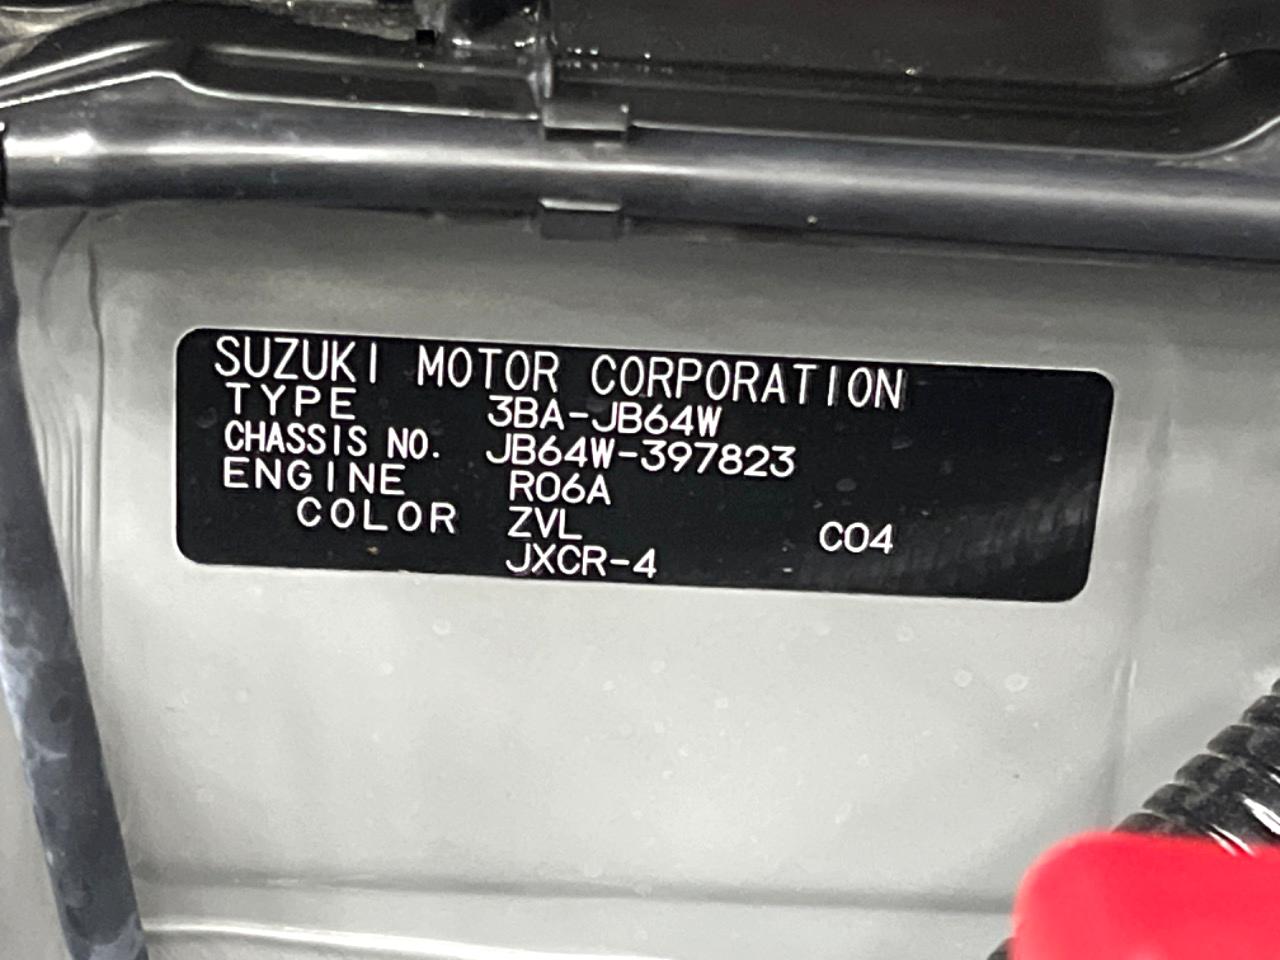 SUZUKI MOTOR CORPORATION
TYPE 3BA-JB64W
CHASSIS NO. JB64W-397823
ENGINE R06A
COLOR ZVL C04
JXCR-4